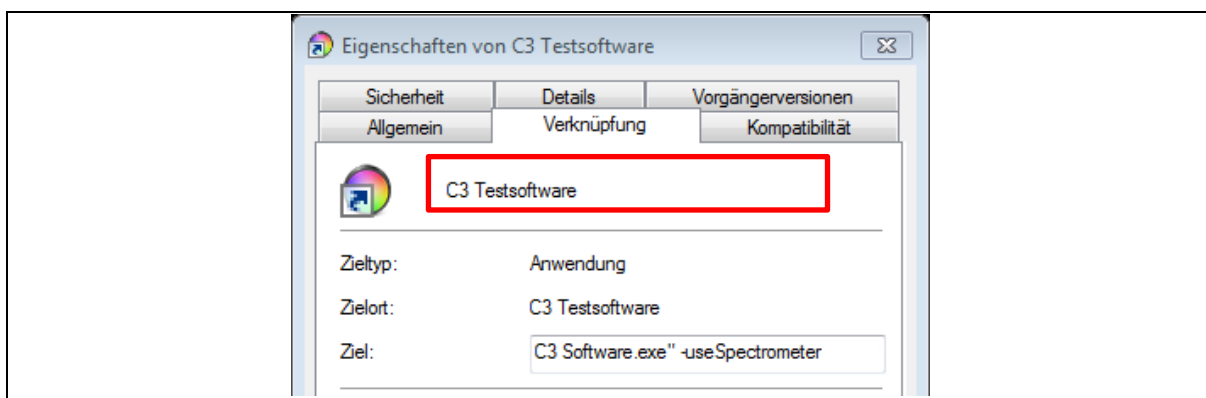 Eigenschaften von C3 Testsoftware
Sicherheit Details Vorgängerversionen
Allgemein Verknüpfung Kompatibilität
C3 Testsoftware
Zieltyp: Anwendung
Zielort: C3 Testsoftware
Ziel: C3 Software.exe" -useSpectrometer